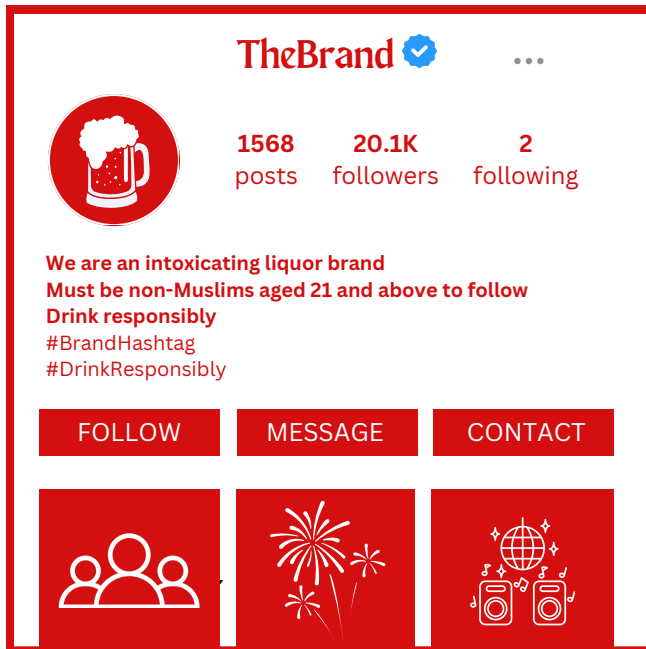 TheBrand
1568 20.1K 2
posts followers following
We are an intoxicating liquor brand
Must be non-Muslims aged 21 and above to follow
Drink responsibly
#BrandHashtag
#DrinkResponsibly
FOLLOW MESSAGE CONTACT